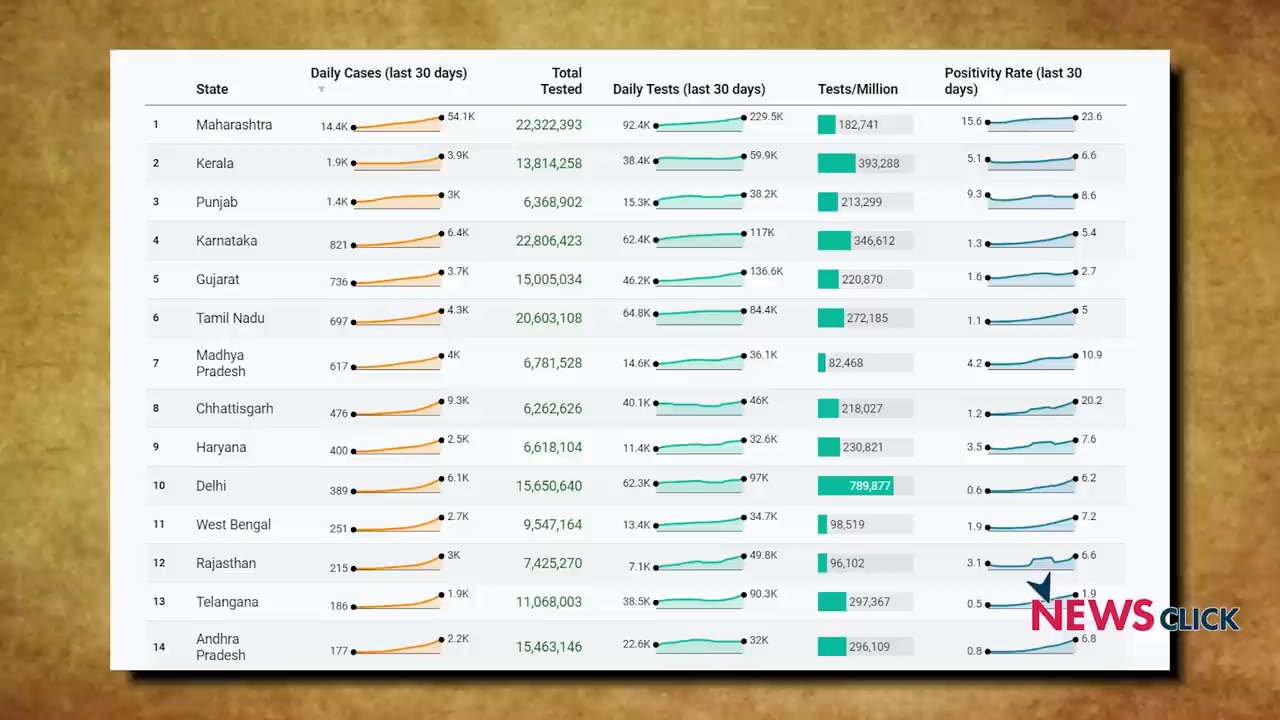 State Daily Cases (last 30 days) Total Tested Daily Tests (last 30 days) Tests/Million Positivity Rate (last 30 days)
1 Maharashtra 14.4K 54.1K 22,322,393 92.4K 229.5K 182,741 15.6 23.6
2 Kerala 1.9K 3.9K 13,814,258 38.4K 59.9K 393,288 5.1 6.6
3 Punjab 1.4K 3K 6,368,902 15.3K 38.2K 213,299 9.3 8.6
4 Karnataka 821 6.4K 22,806,423 62.4K 117K 346,612 1.3 5.4
5 Gujarat 736 3.7K 15,005,034 46.2K 136.6K 220,870 1.6 2.7
6 Tamil Nadu 697 4.3K 20,603,108 64.8K 84.4K 272,185 1.1 5
7 Madhya Pradesh 617 4K 6,781,528 14.6K 36.1K 82,468 4.2 10.9
8 Chhattisgarh 476 9.3K 6,262,626 40.1K 46K 218,027 1.2 20.2
9 Haryana 400 2.5K 6,618,104 11.4K 32.6K 230,821 3.5 7.6
10 Delhi 389 6.1K 15,650,640 62.3K 97K 789,877 0.6 6.2
11 West Bengal 251 2.7K 9,547,164 13.4K 34.7K 98,519 1.9 7.2
12 Rajasthan 215 3K 7,425,270 7.1K 49.8K 96,102 3.1 6.6
13 Telangana 186 1.9K 11,068,003 38.5K 90.3K 297,367 0.5 1.9
14 Andhra Pradesh 177 2.2K 15,463,146 22.6K 32K 296,109 0.8 6.8
NEWSCLICK